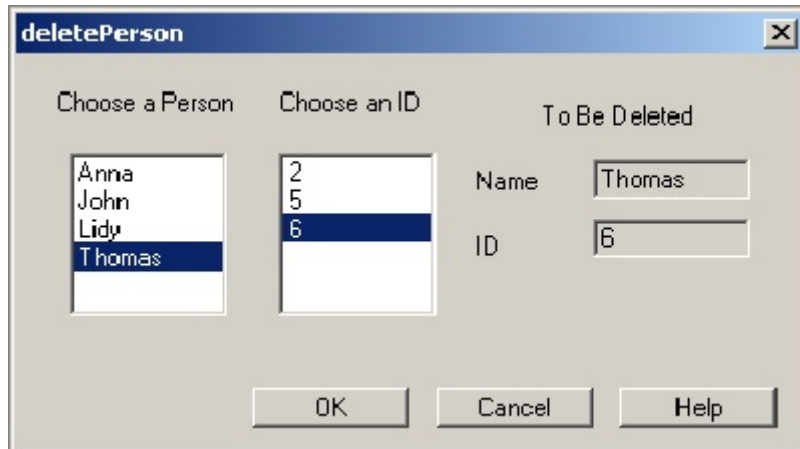 deletePerson
Choose a Person
Choose an ID
To Be Deleted
Anna
John
Lidy
Thomas
2
5
6
Name
Thomas
ID
6
OK
Cancel
Help